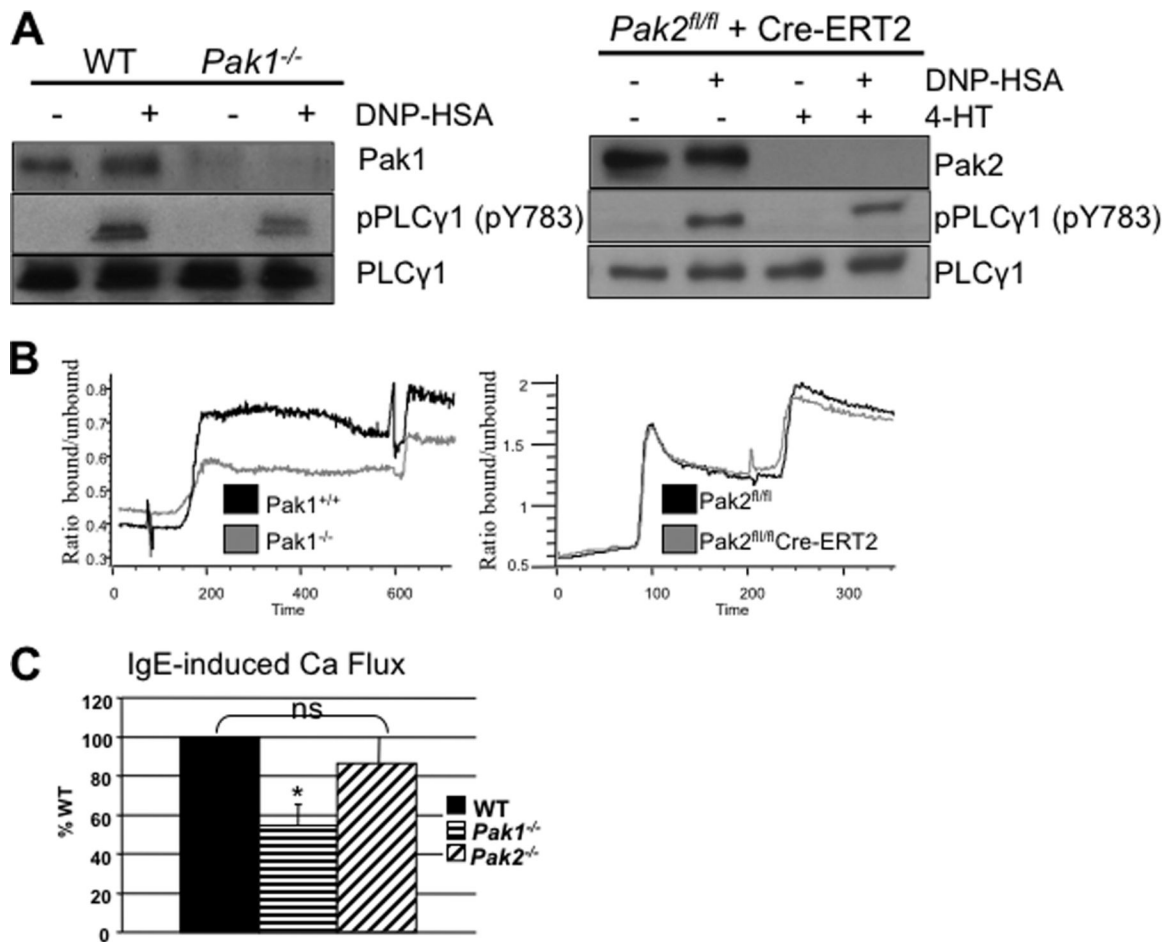 A
WT Pak1-/-
- + - + DNP-HSA
Pak1
pPLCγ1 (pY783)
PLCγ1
Pak2fl/fl + Cre-ERT2
- + - + DNP-HSA
- - + + 4-HT
Pak2
pPLCγ1 (pY783)
PLCγ1
B
Ratio bound/unbound
0.8
0.7
0.6
0.5
0.4
0.3
Pak1+/+
Pak1-/-
0 200 400 600
Time
Ratio bound/unbound
2
1.5
1
0.5
Pak2fl/fl
Pak2fl/flCre-ERT2
0 100 200 300
Time
C
IgE-induced Ca Flux
% WT
120
100
80
60
40
20
0
ns
*
WT
Pak1-/-
Pak2-/-